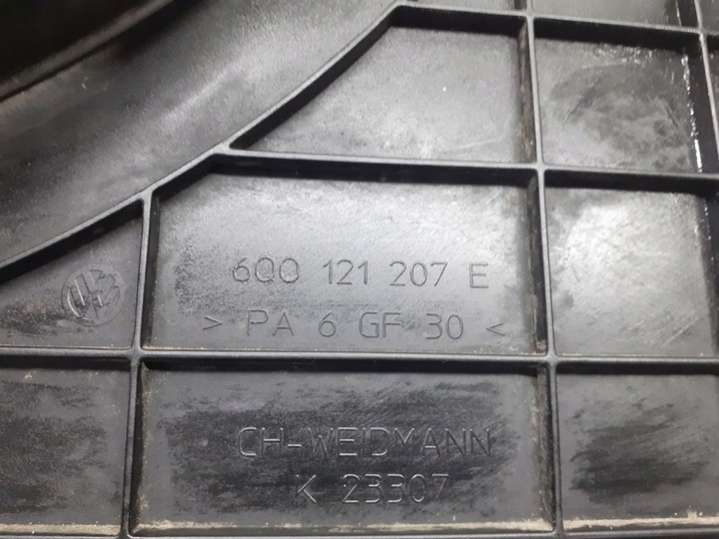 6Q0 121 207 E
> PA 6 GF 30 <
CH-WEIDMANN
K 23307